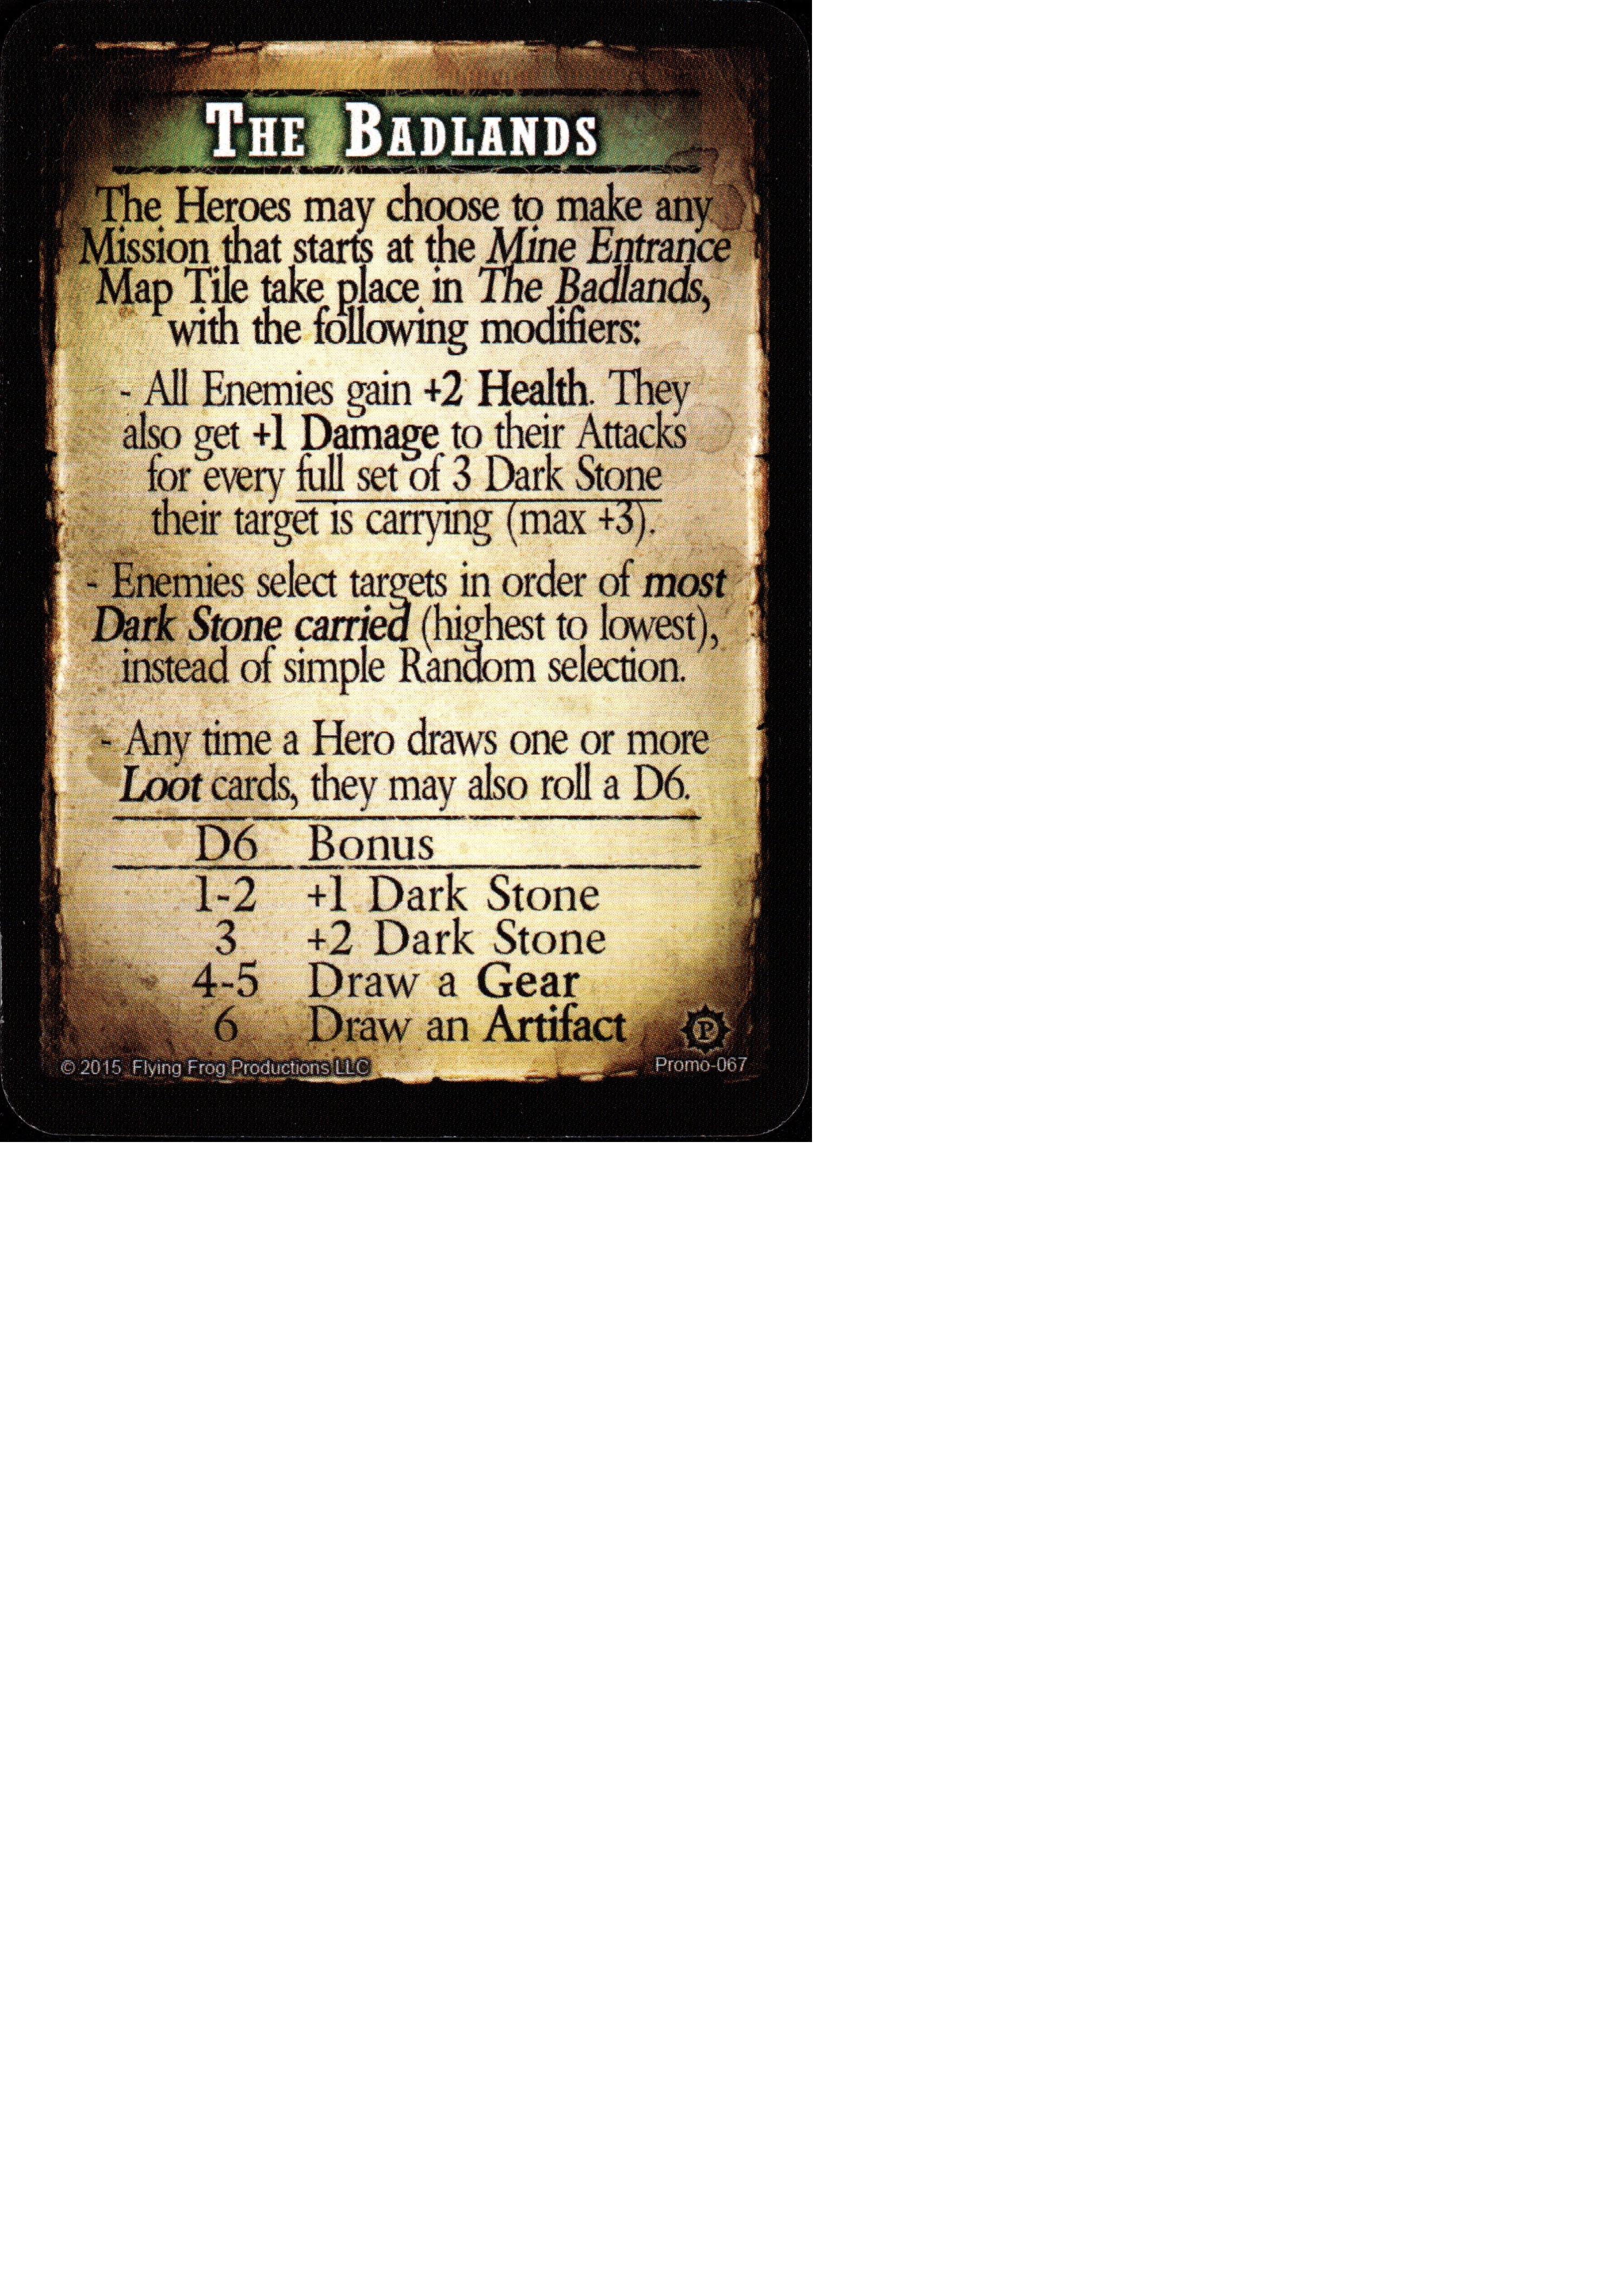 The Badlands
The Heroes may choose to make any
Mission that starts at the Mine Entrance
Map Tile take place in The Badlands,
with the following modifiers:
- All Enemies gain +2 Health. They
also get +1 Damage to their Attacks
for every full set of 3 Dark Stone
their target is carrying (max +3).
- Enemies select targets in order of most
Dark Stone carried (highest to lowest),
instead of simple Random selection.
- Any time a Hero draws one or more
Loot cards, they may also roll a D6.
D6 Bonus
1-2 +1 Dark Stone
3 +2 Dark Stone
4-5 Draw a Gear
6 Draw an Artifact
P
© 2015 Flying Frog Productions LLC
Promo-067